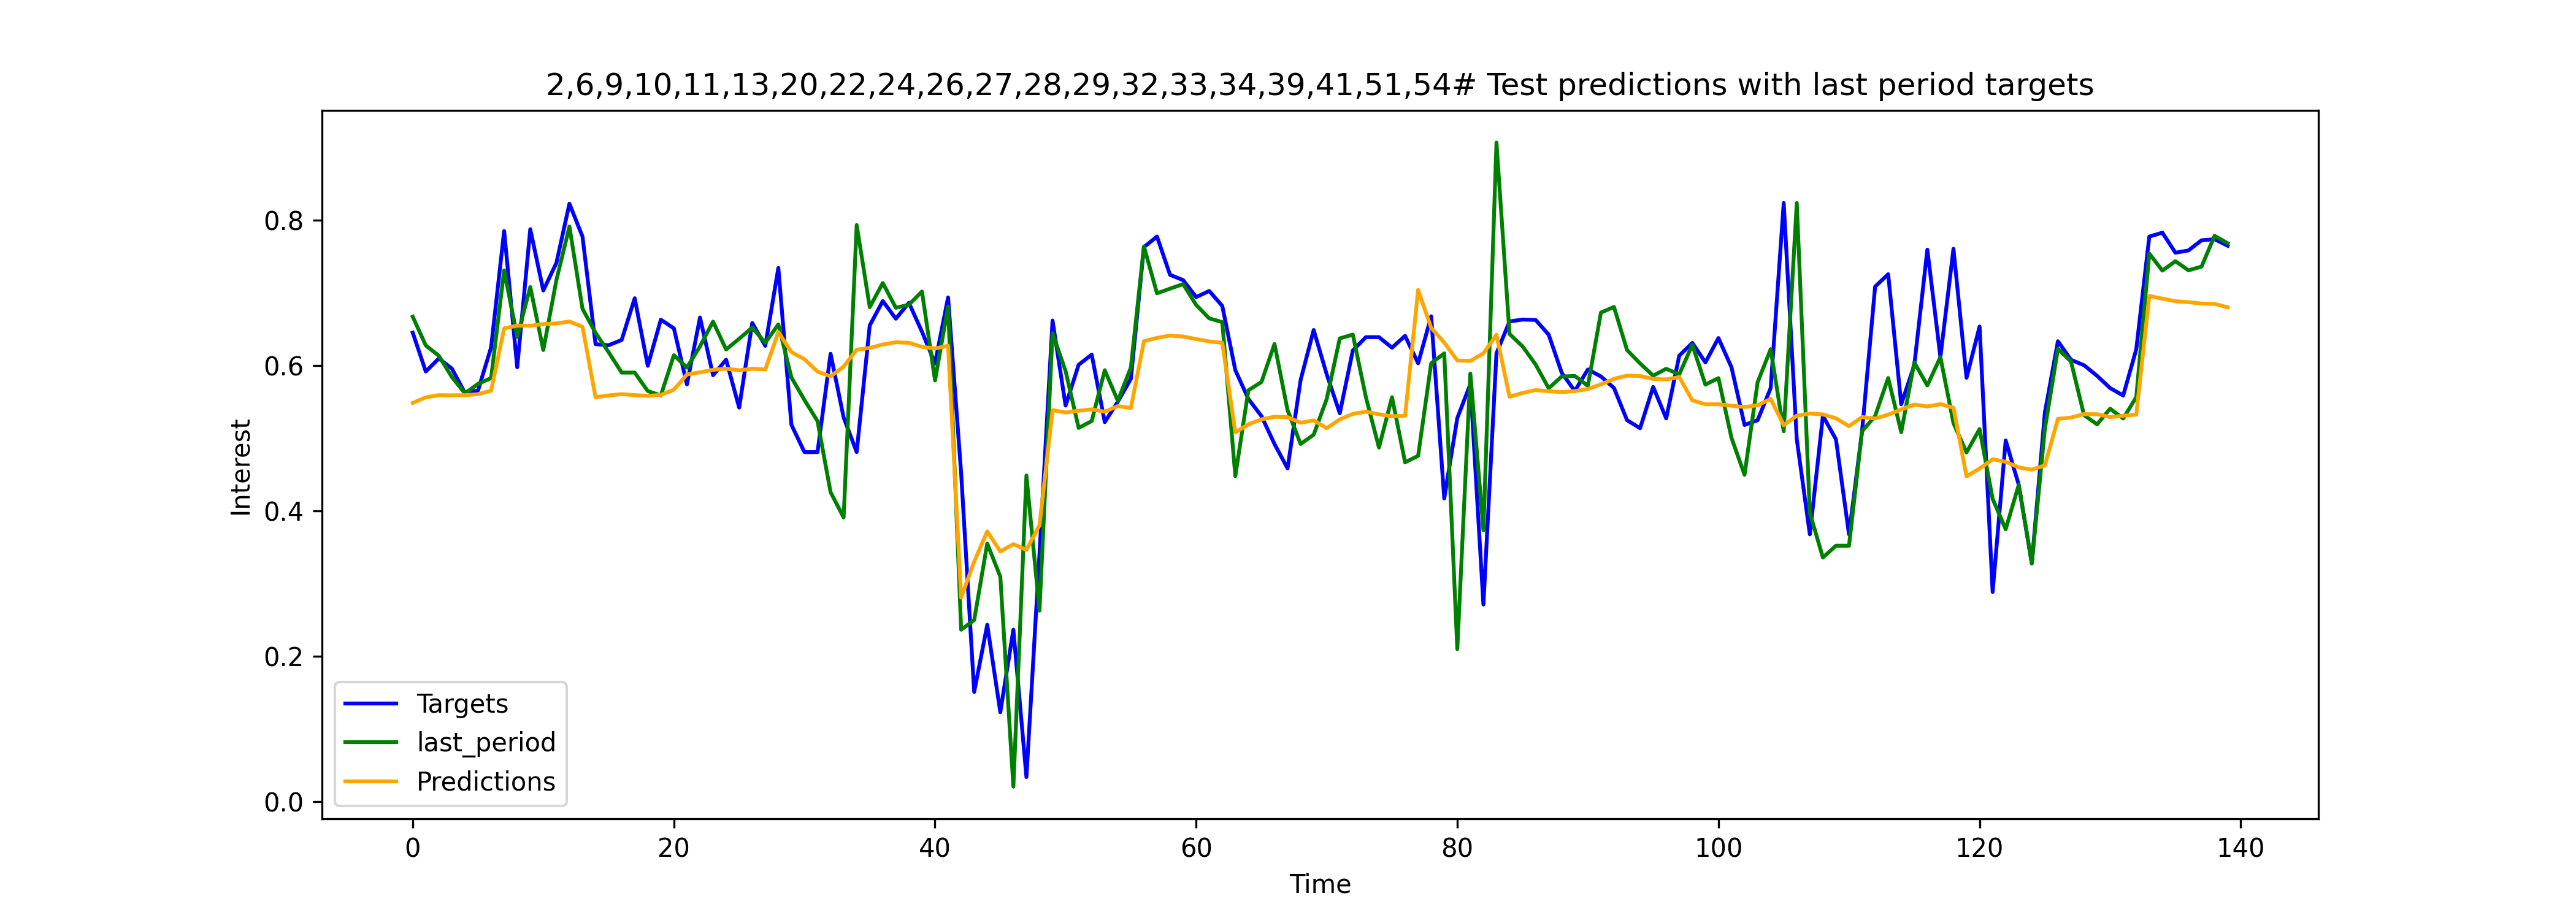 2,6,9,10,11,13,20,22,24,26,27,28,29,32,33,34,39,41,51,54# Test predictions with last period targets
Interest
0.8
0.6
0.4
0.2
0.0
Targets
last_period
Predictions
0 20 40 60 80 100 120 140
Time